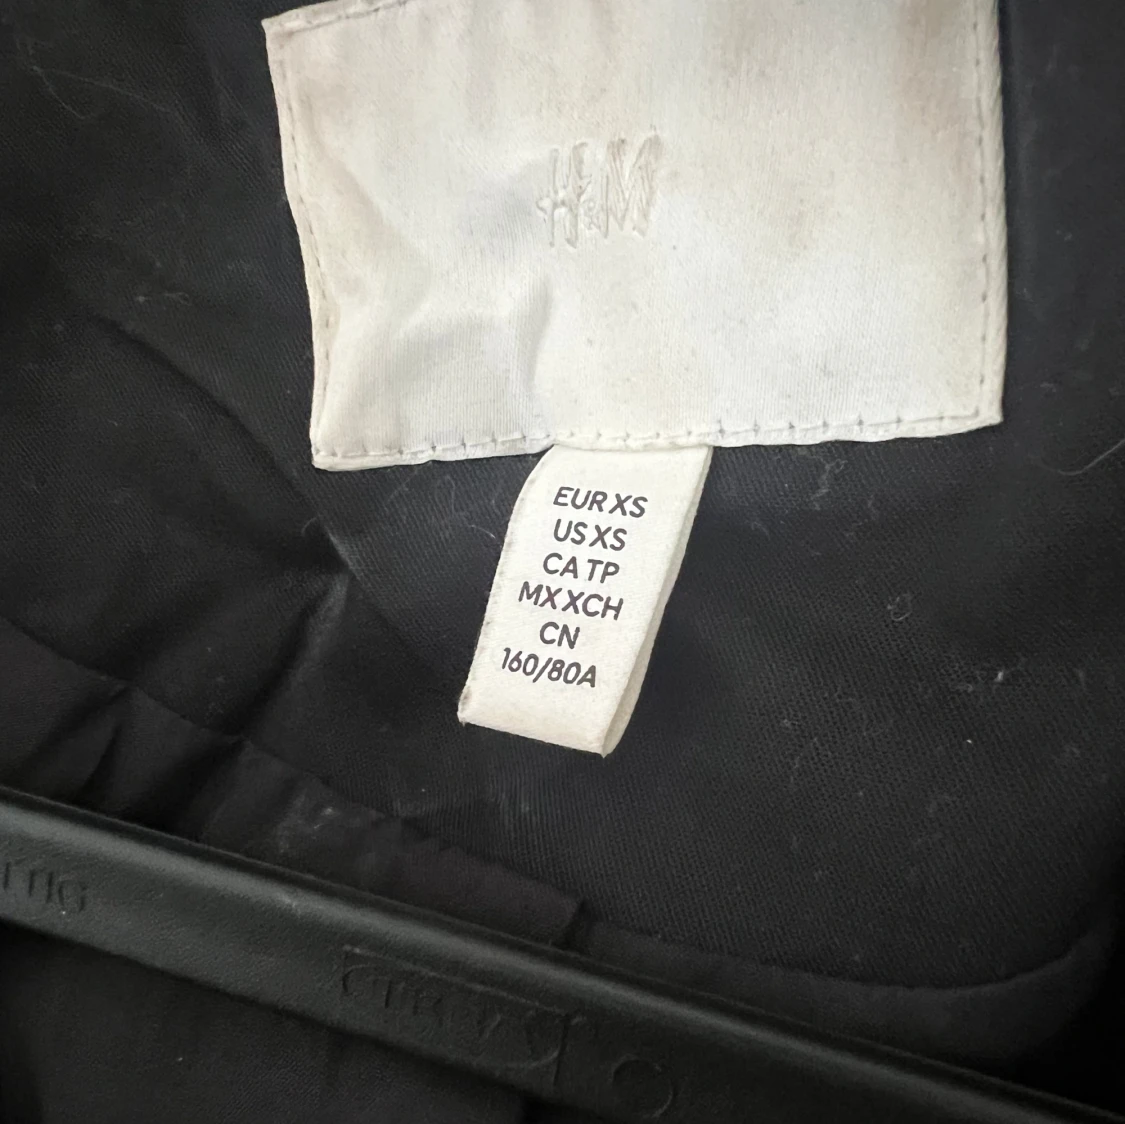 H&M
EUR XS
US XS
CA TP
MX XCH
CN
160/80A